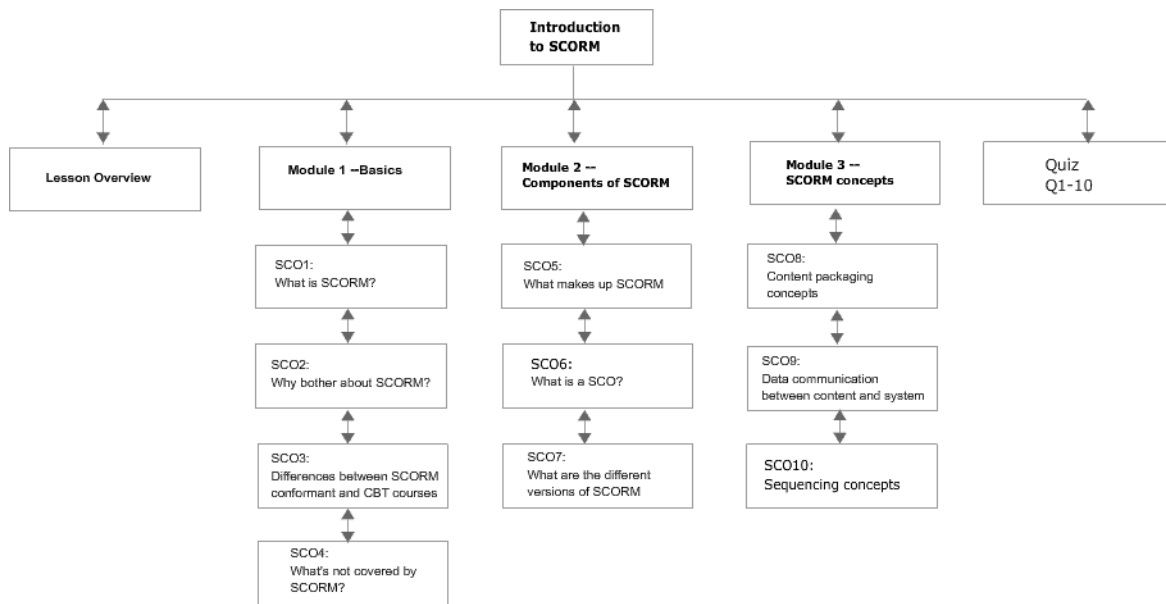 Introduction
to SCORM
Lesson Overview
Module 1 --Basics
Module 2 --
Components of SCORM
Module 3 --
SCORM concepts
Quiz
Q1-10
SCO1:
What is SCORM?
SCO2:
Why bother about SCORM?
SCO3:
Differences between SCORM
conformant and CBT courses
SCO4:
What's not covered by
SCORM?
SCO5:
What makes up SCORM
SCO6:
What is a SCO?
SCO7:
What are the different
versions of SCORM
SCO8:
Content packaging
concepts
SCO9:
Data communication
between content and system
SCO10:
Sequencing concepts